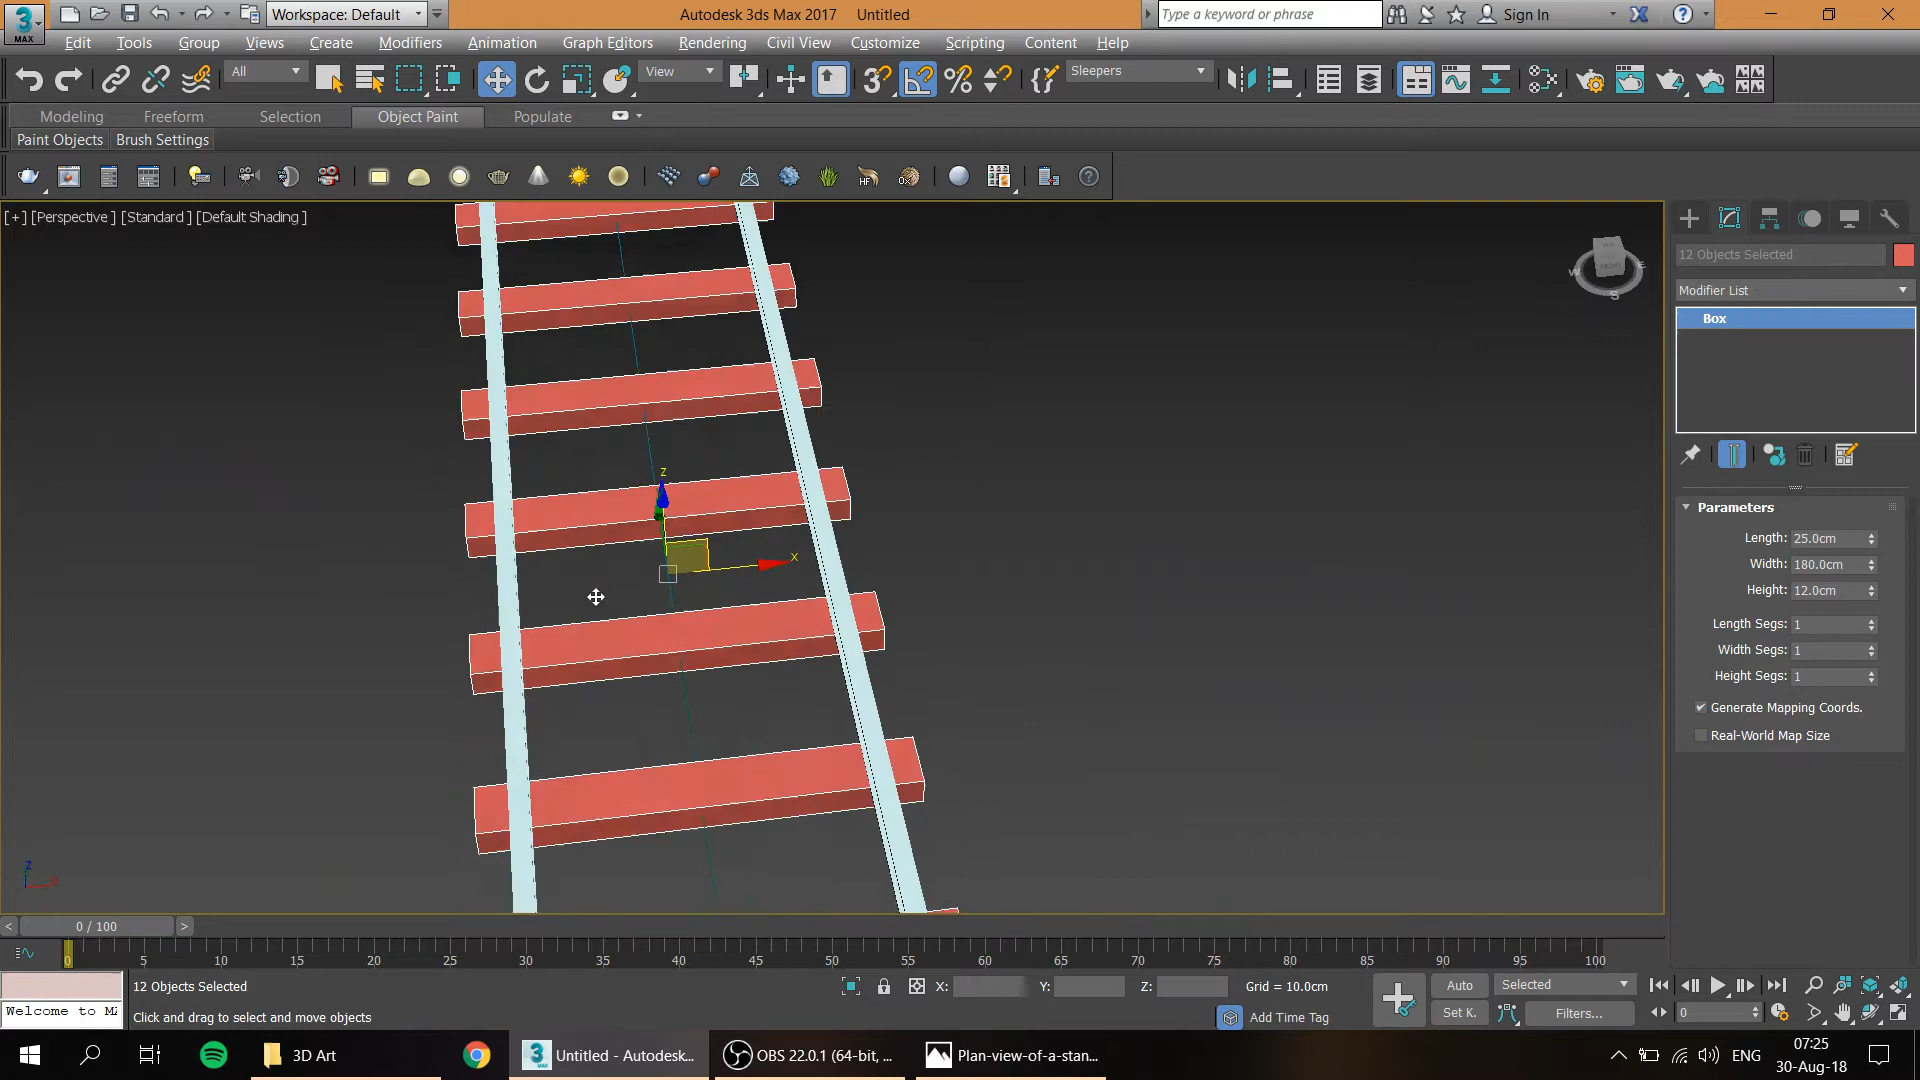 3
MAX
Workspace: Default
Autodesk 3ds Max 2017 Untitled
Type a keyword or phrase
Sign In
Edit Tools Group Views Create Modifiers Animation Graph Editors Rendering Civil View Customize Scripting Content Help
All
View
Sleepers
Modeling Freeform Selection Object Paint Populate
Paint Objects Brush Settings
[+] [Perspective ] [Standard ] [Default Shading ]
12 Objects Selected
Modifier List
Box
Parameters
Length: 25.0cm
Width: 180.0cm
Height: 12.0cm
Length Segs: 1
Width Segs: 1
Height Segs: 1
Generate Mapping Coords.
Real-World Map Size
W E S
z
x
z
< 0 / 100 >
0 5 10 15 20 25 30 35 40 45 50 55 60 65 70 75 80 85 90 95 100
12 Objects Selected
X: Y: Z: Grid = 10.0cm
Auto Selected
Welcome to MA
Click and drag to select and move objects
Add Time Tag
Set K. Filters...
0
3D Art
Untitled - Autodesk...
OBS 22.0.1 (64-bit, ...
Plan-view-of-a-stan...
ENG
07:25
30-Aug-18